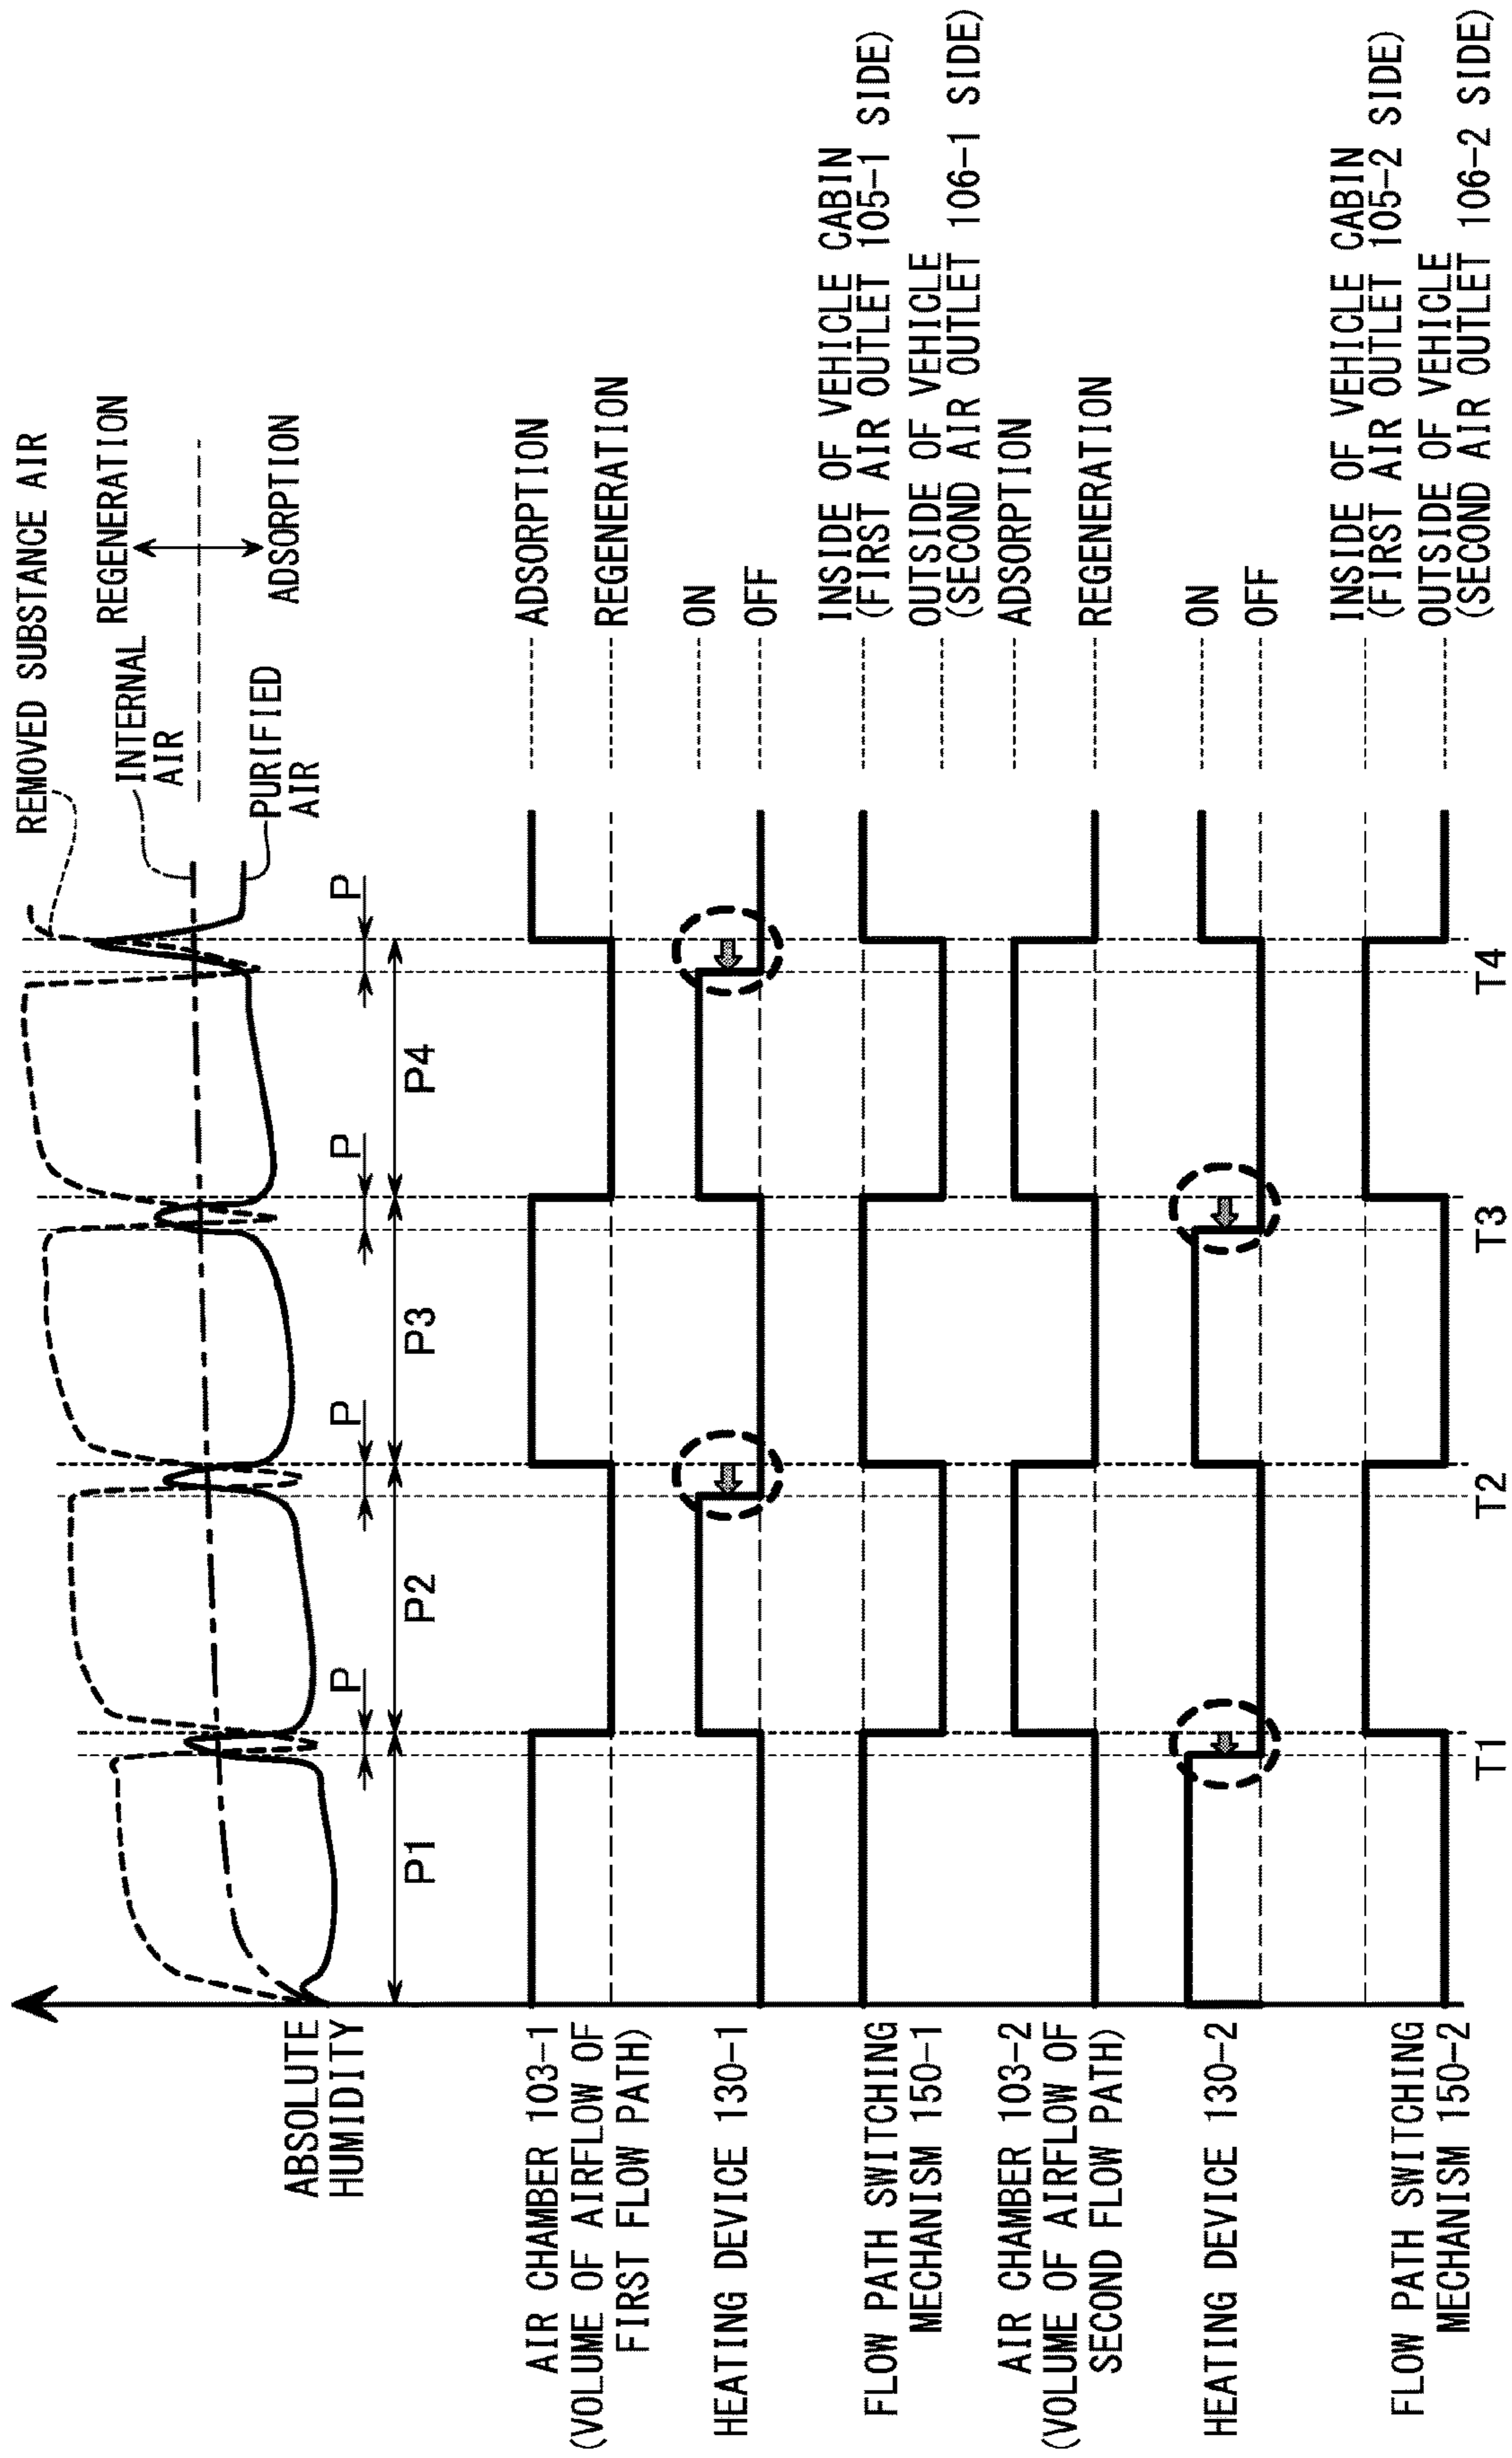 REMOVED SUBSTANCE AIR
REGENERATION
INTERNAL
AIR
PURIFIED
AIR
ADSORPTION
ABSOLUTE
HUMIDITY
P
P
P
P
P1
P2
P3
P4
AIR CHAMBER 103-1
(VOLUME OF AIRFLOW OF
FIRST FLOW PATH)
ADSORPTION
REGENERATION
HEATING DEVICE 130-1
ON
OFF
FLOW PATH SWITCHING
MECHANISM 150-1
INSIDE OF VEHICLE CABIN
(FIRST AIR OUTLET 105-1 SIDE)
OUTSIDE OF VEHICLE
(SECOND AIR OUTLET 106-1 SIDE)
AIR CHAMBER 103-2
(VOLUME OF AIRFLOW OF
SECOND FLOW PATH)
ADSORPTION
REGENERATION
HEATING DEVICE 130-2
ON
OFF
FLOW PATH SWITCHING
MECHANISM 150-2
INSIDE OF VEHICLE CABIN
(FIRST AIR OUTLET 105-2 SIDE)
OUTSIDE OF VEHICLE
(SECOND AIR OUTLET 106-2 SIDE)
T1
T2
T3
T4